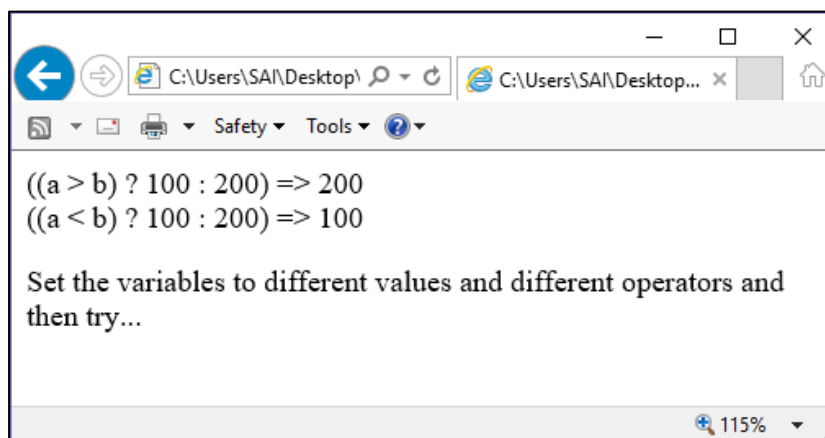 C:\Users\SAI\Desktop\
C:\Users\SAI\Desktop...
Safety
Tools
((a > b) ? 100 : 200) => 200
((a < b) ? 100 : 200) => 100
Set the variables to different values and different operators and
then try...
115%